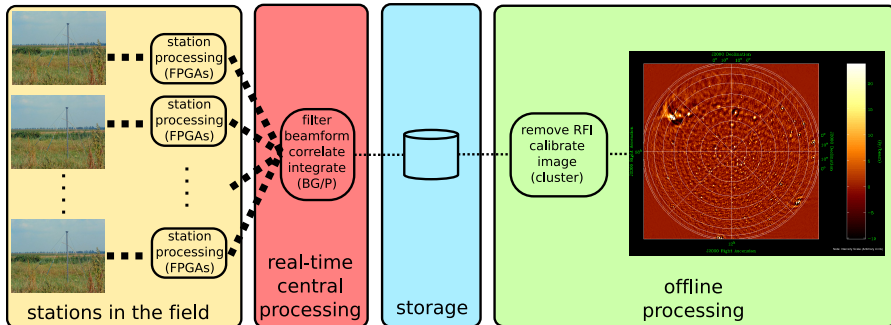 station
processing
(FPGAs)
station
processing
(FPGAs)
station
processing
(FPGAs)
stations in the field
filter
beamform
correlate
integrate
(BG/P)
real-time
central
processing
storage
remove RFI
calibrate
image
(cluster)
offline
processing